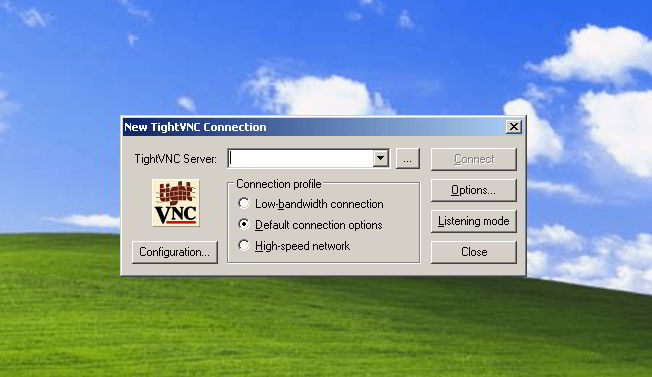 New TightVNC Connection
TightVNC Server:
...
Connect
Connection profile
Low-bandwidth connection
Default connection options
High-speed network
VNC
Options...
Listening mode
Configuration...
Close